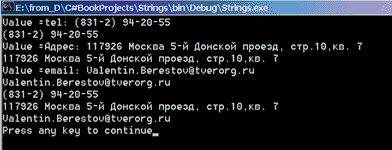 E:\from_D\C#BookProjects\Strings\bin\Debug\Strings.exe
Value =tel: (831-2) 94-20-55
(831-2) 94-20-55
Value =Адрес: 117926 Москва 5-й Донской проезд, стр.10,кв. 7
117926 Москва 5-й Донской проезд, стр.10,кв. 7
Value =email: Valentin.Berestov@tverorg.ru
Valentin.Berestov@tverorg.ru
(831-2) 94-20-55
117926 Москва 5-й Донской проезд, стр.10,кв. 7
Valentin.Berestov@tverorg.ru
Press any key to continue_